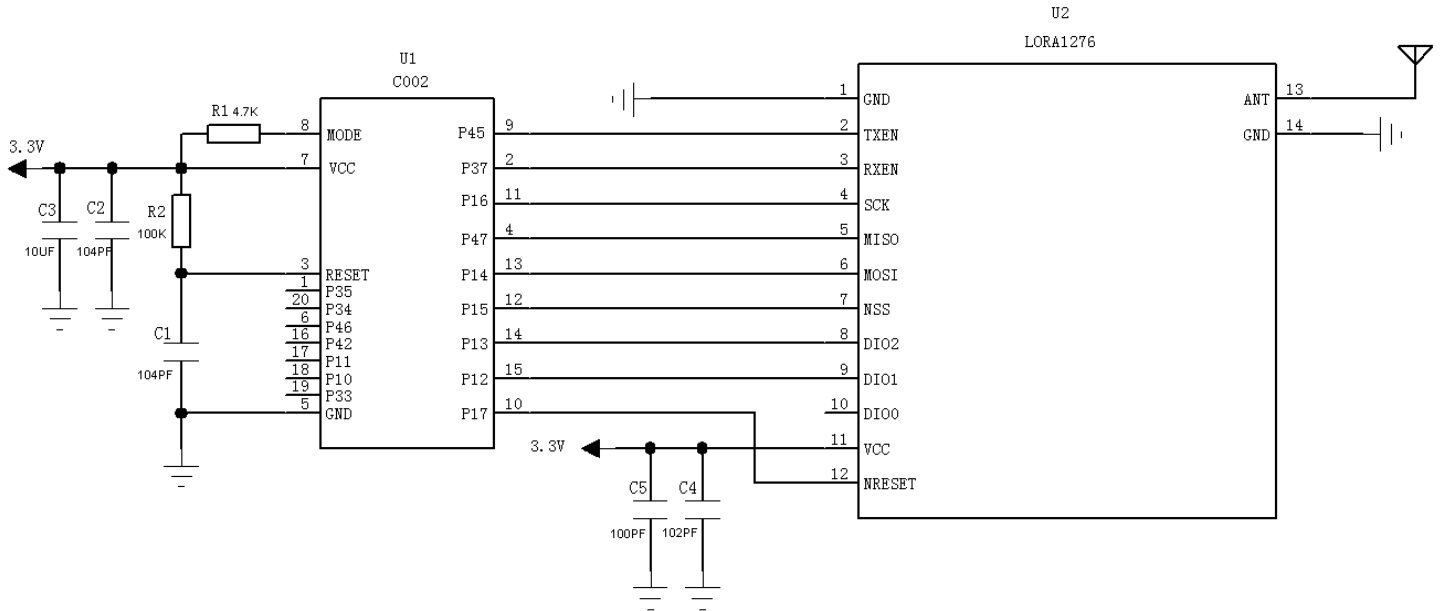 U2
LORA1276
U1
C002
R1 4.7K
3.3V
8 MODE
7 VCC
C3
10UF
C2
104PF
R2
100K
3 RESET
1 P35
20 P34
6 P46
16 P42
17 P11
18 P10
19 P33
5 GND
C1
104PF
P45 9
P37 2
P16 11
P47 4
P14 13
P15 12
P13 14
P12 15
P17 10
1 GND
2 TXEN
3 RXEN
4 SCK
5 MISO
6 MOSI
7 NSS
8 DIO2
9 DIO1
10 DIO0
11 VCC
12 NRESET
ANT 13
GND 14
3.3V
C5
100PF
C4
102PF